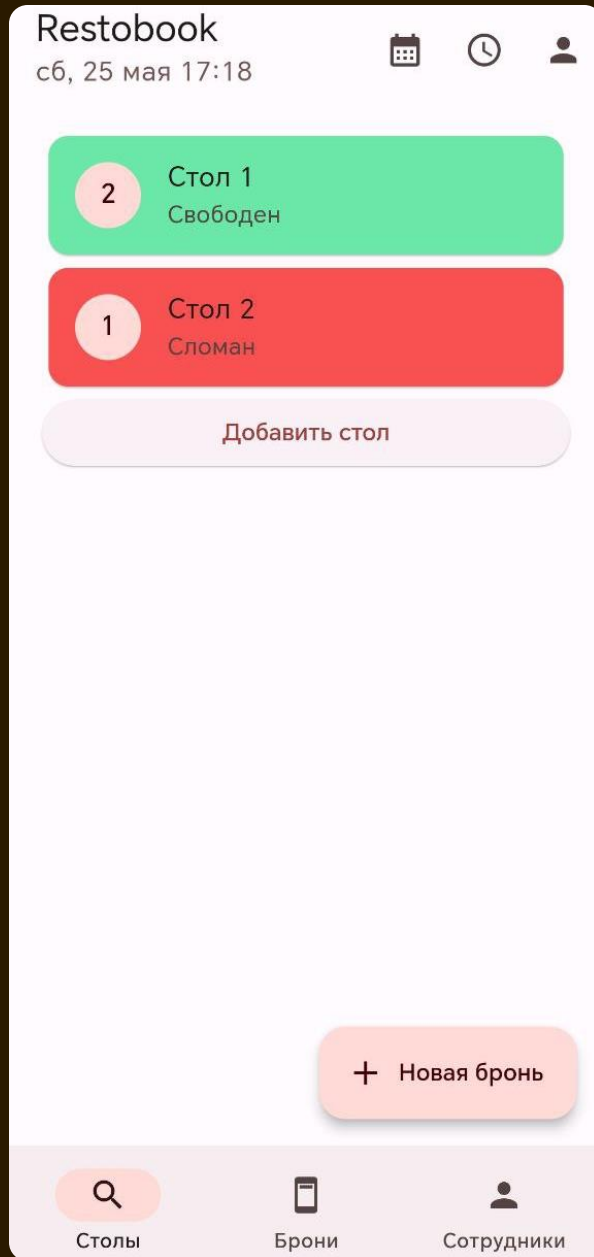 Restobook
сб, 25 мая 17:18
2
Стол 1
Свободен
1
Стол 2
Сломан
Добавить стол
+ Новая бронь
Столы
Брони
Сотрудники